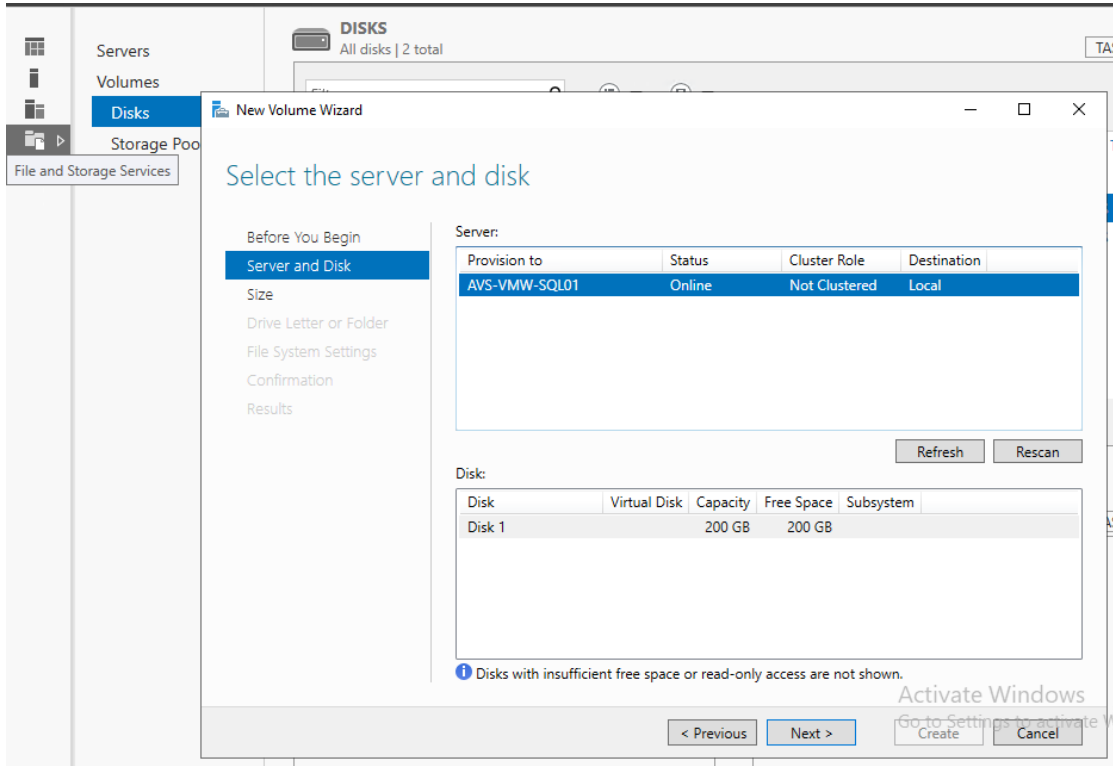 DISKS
All disks | 2 total
TAS
Servers
Volumes
Disks
Storage Poo
File and Storage Services
New Volume Wizard
Select the server and disk
Before You Begin
Server and Disk
Size
Drive Letter or Folder
File System Settings
Confirmation
Results
Server:
Provision to Status Cluster Role Destination
AVS-VMW-SQL01 Online Not Clustered Local
Refresh Rescan
Disk:
Disk Virtual Disk Capacity Free Space Subsystem
Disk 1 200 GB 200 GB
Disks with insufficient free space or read-only access are not shown.
Activate Windows
Go to Settings to activate W
< Previous Next > Create Cancel